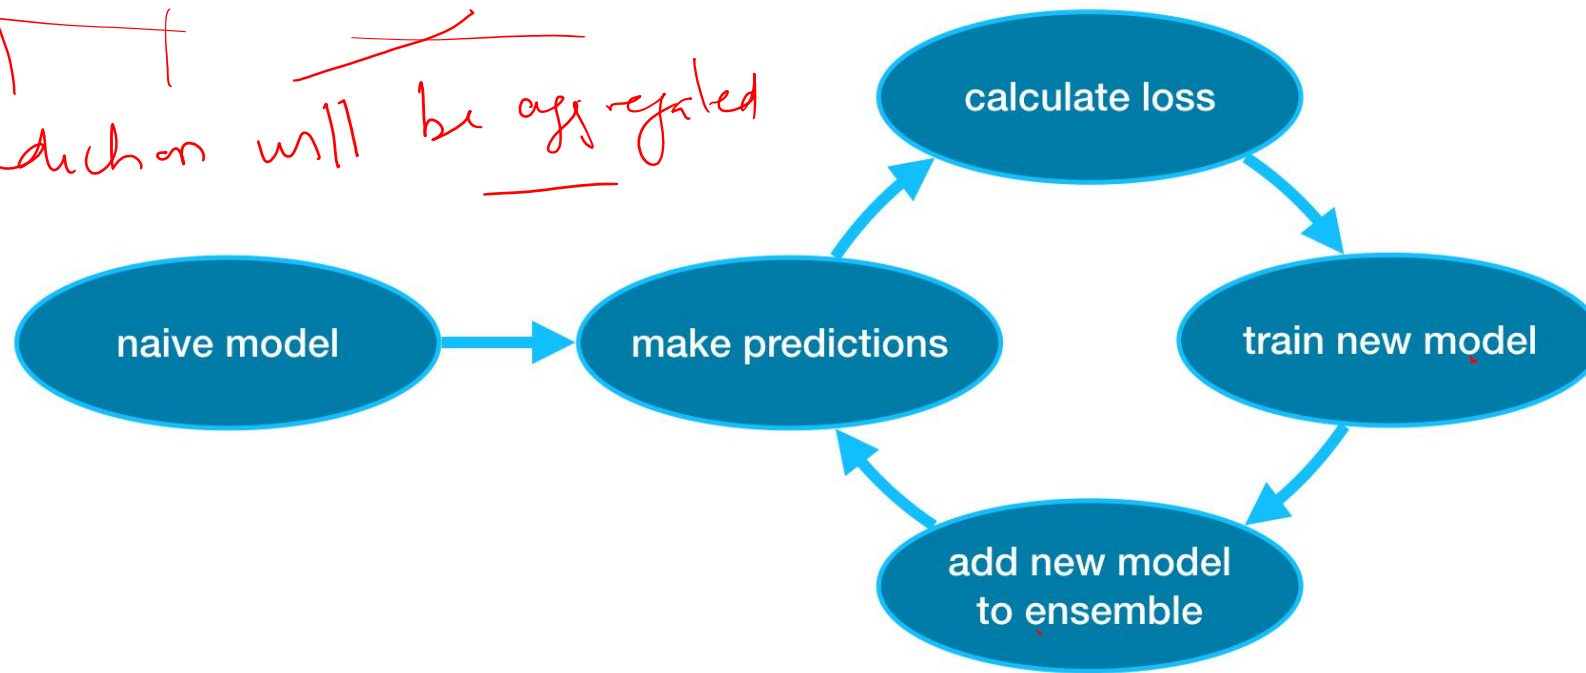 diction will be aggregated
calculate loss
naive model
make predictions
train new model
add new model
to ensemble